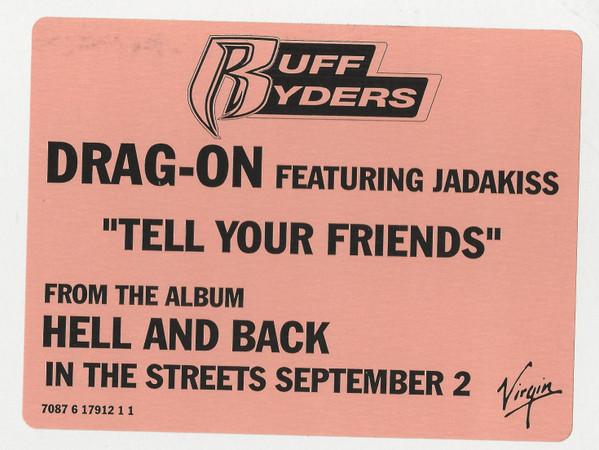 RUFF
RYDERS
DRAG-ON FEATURING JADAKISS
"TELL YOUR FRIENDS"
FROM THE ALBUM
HELL AND BACK
IN THE STREETS SEPTEMBER 2
Virgin
7087 6 17912 1 1